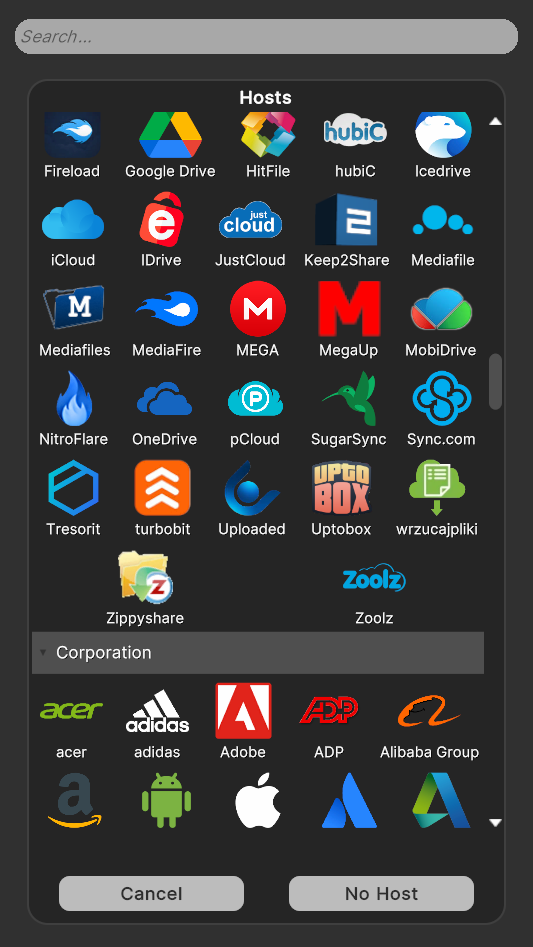 Search...
Hosts
hubiC
Fireload Google Drive HitFile hubiC Icedrive
e just cloud 2
iCloud IDrive JustCloud Keep2Share Mediafile
M M M
Mediafiles MediaFire MEGA MegaUp MobiDrive
P
NitroFlare OneDrive pCloud SugarSync Sync.com
UPTO BOX
Tresorit turbobit Uploaded Uptobox wrzucajpliki
Z Zoolz
Zippyshare Zoolz
Corporation
acer adidas ADP
acer adidas Adobe ADP Alibaba Group
a
Cancel No Host